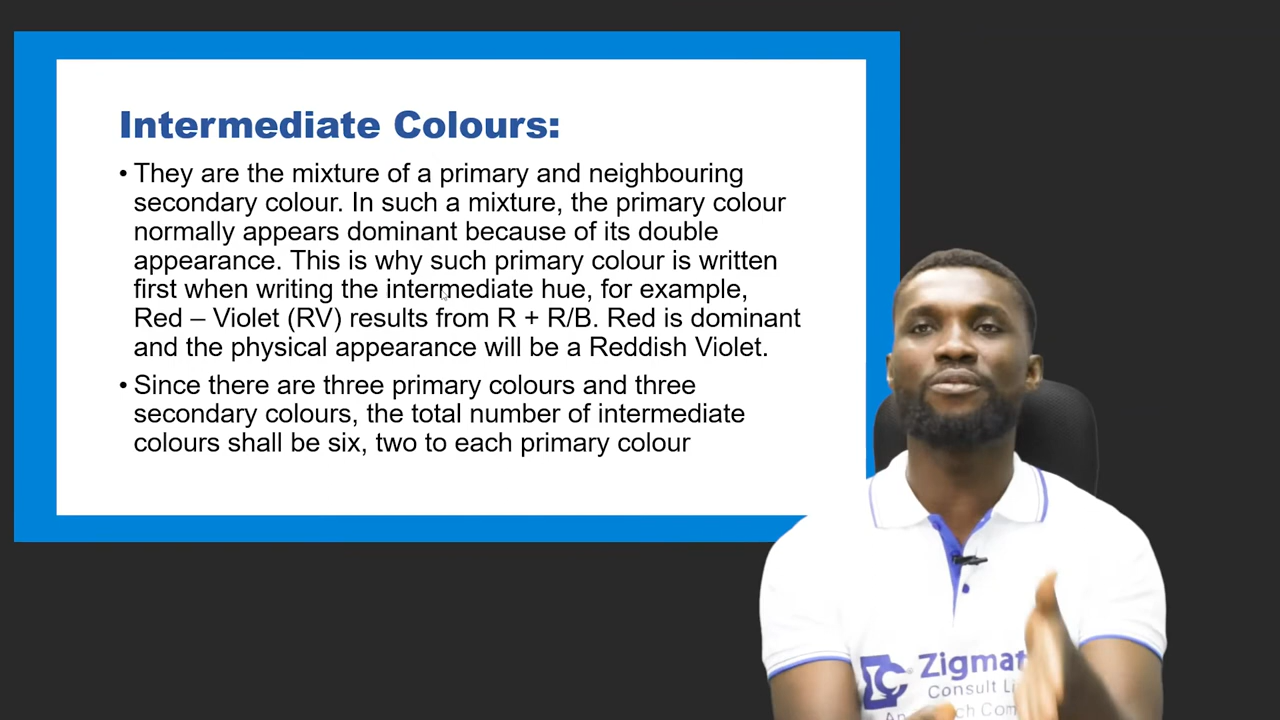 Intermediate Colours:
• They are the mixture of a primary and neighbouring
secondary colour. In such a mixture, the primary colour
normally appears dominant because of its double
appearance. This is why such primary colour is written
first when writing the intermediate hue, for example,
Red – Violet (RV) results from R + R/B. Red is dominant
and the physical appearance will be a Reddish Violet.
• Since there are three primary colours and three
secondary colours, the total number of intermediate
colours shall be six, two to each primary colour
Zigmat
Consult Li
An